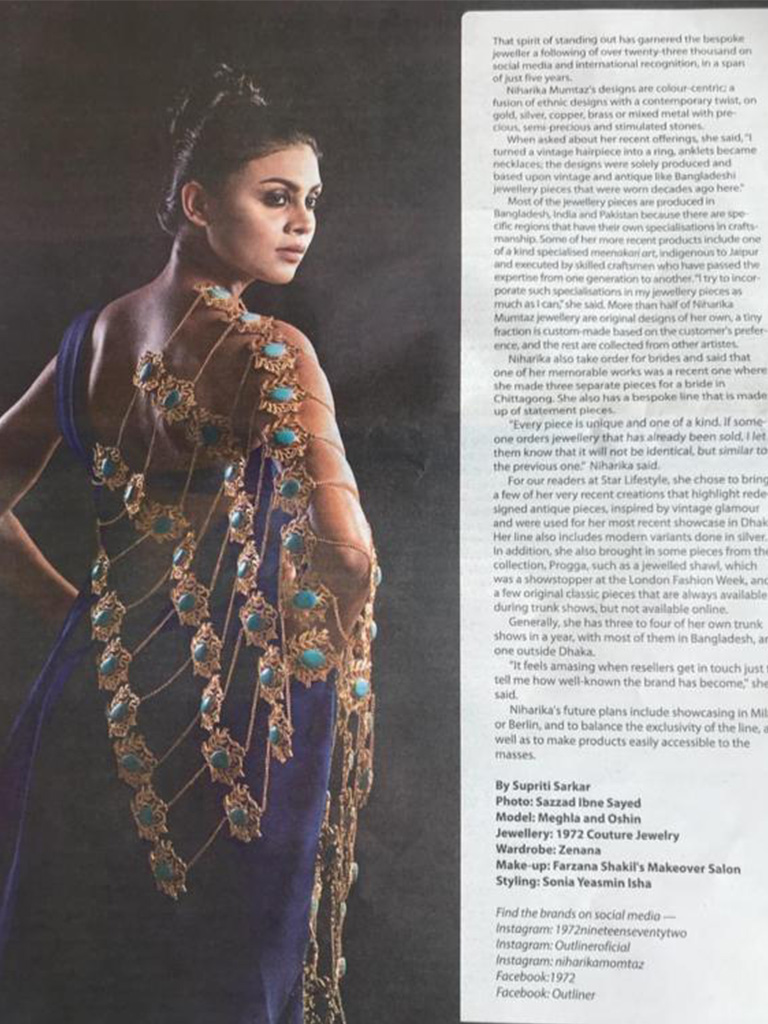 That spirit of standing out has garnered the bespoke
jeweller a following of over twenty-three thousand on
social media and international recognition, in a span
of just five years.
Niharika Mumtaz's designs are colour-centric; a
fusion of ethnic designs with a contemporary twist, on
gold, silver, copper, brass or mixed metal with pre-
cious, semi-precious and stimulated stones.
When asked about her recent offerings, she said, "I
turned a vintage hairpiece into a ring, anklets became
necklaces; the designs were solely produced and
based upon vintage and antique like Bangladeshi
jewellery pieces that were worn decades ago here."
Most of the jewellery pieces are produced in
Bangladesh, India and Pakistan because there are spe-
cific regions that have their own specialisations in crafts-
manship. Some of her more recent products include one
of a kind specialised meenakari art, indigenous to Jaipur
and executed by skilled craftsmen who have passed the
expertise from one generation to another. "I try to incor-
porate such specialisations in my jewellery pieces as
much as I can," she said. More than half of Niharika
Mumtaz jewellery are original designs of her own, a tiny
fraction is custom-made based on the customer's prefer-
ence, and the rest are collected from other artistes.
Niharika also take order for brides and said that
one of her memorable works was a recent one where
she made three separate pieces for a bride in
Chittagong. She also has a bespoke line that is made
up of statement pieces.
"Every piece is unique and one of a kind. If some-
one orders jewellery that has already been sold, I let
them know that it will not be identical, but similar to
the previous one." Niharika said.
For our readers at Star Lifestyle, she chose to bring
a few of her very recent creations that highlight rede
signed antique pieces, inspired by vintage glamour
and were used for her most recent showcase in Dhak
Her line also includes modern variants done in silver.
In addition, she also brought in some pieces from the
collection, Progga, such as a jewelled shawl, which
was a showstopper at the London Fashion Week, and
a few original classic pieces that are always available
during trunk shows, but not available online.
Generally, she has three to four of her own trunk
shows in a year, with most of them in Bangladesh, an
one outside Dhaka.
"It feels amasing when resellers get in touch just
tell me how well-known the brand has become," she
said.
Niharika's future plans include showcasing in Mil
or Berlin, and to balance the exclusivity of the line, a
well as to make products easily accessible to the
masses.
By Supriti Sarkar
Photo: Sazzad Ibne Sayed
Model: Meghla and Oshin
Jewellery: 1972 Couture Jewelry
Wardrobe: Zenana
Make-up: Farzana Shakil's Makeover Salon
Styling: Sonia Yeasmin Isha
Find the brands on social media —
Instagram: 1972nineteenseventytwo
Instagram: Outlineroficial
Instagram: niharikamomtaz
Facebook:1972
Facebook: Outliner